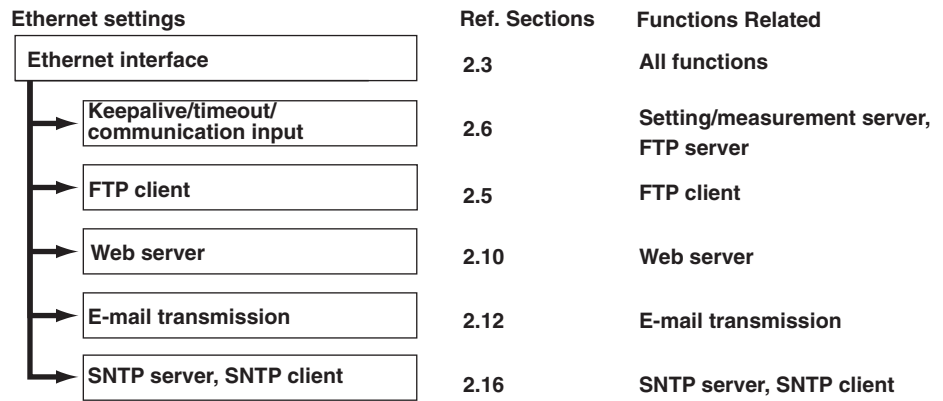 Ethernet settings Ref. Sections Functions Related
Ethernet interface 2.3 All functions
Keepalive/timeout/
communication input 2.6 Setting/measurement server,
FTP server
FTP client 2.5 FTP client
Web server 2.10 Web server
E-mail transmission 2.12 E-mail transmission
SNTP server, SNTP client 2.16 SNTP server, SNTP client